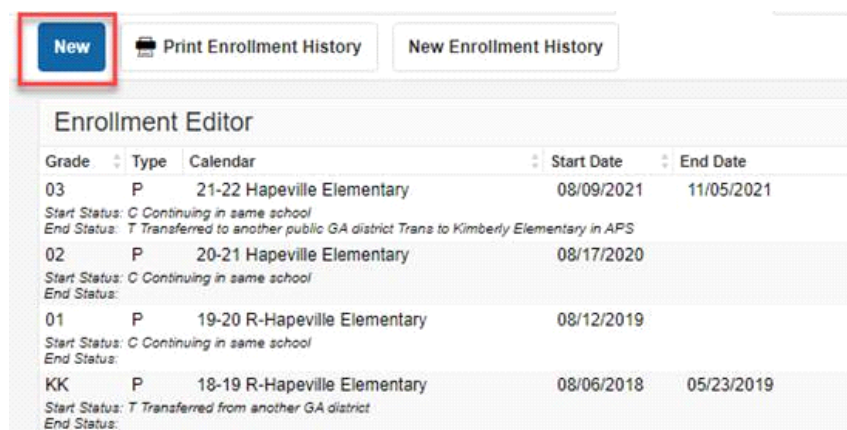 New Print Enrollment History New Enrollment History
Enrollment Editor
Grade Type Calendar Start Date End Date
03 P 21-22 Hapeville Elementary 08/09/2021 11/05/2021
Start Status: C Continuing in same school
End Status: T Transferred to another public GA district Trans to Kimberly Elementary in APS
02 P 20-21 Hapeville Elementary 08/17/2020
Start Status: C Continuing in same school
End Status:
01 P 19-20 R-Hapeville Elementary 08/12/2019
Start Status: C Continuing in same school
End Status:
KK P 18-19 R-Hapeville Elementary 08/06/2018 05/23/2019
Start Status: T Transferred from another GA district
End Status: